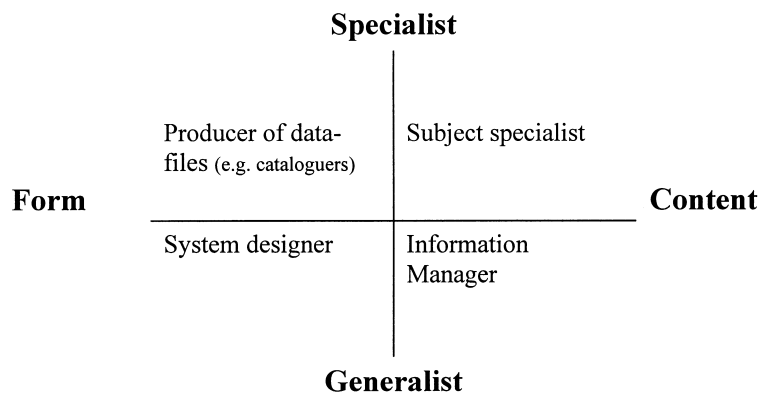 Specialist
Producer of data-
files (e.g. cataloguers)
Subject specialist
Form
Content
System designer
Information
Manager
Generalist